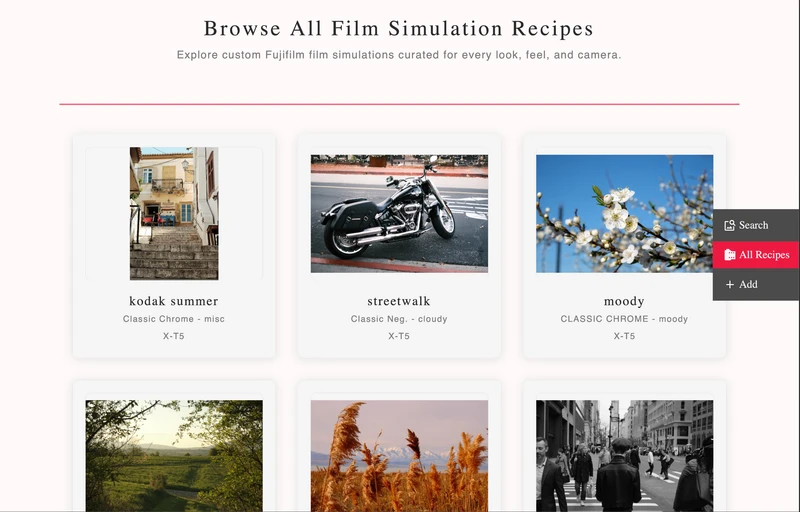 Browse All Film Simulation Recipes
Explore custom Fujifilm film simulations curated for every look, feel, and camera.
Search
All Recipes
Add
kodak summer
Classic Chrome - misc
X-T5
streetwalk
Classic Neg. - cloudy
X-T5
moody
CLASSIC CHROME - moody
X-T5